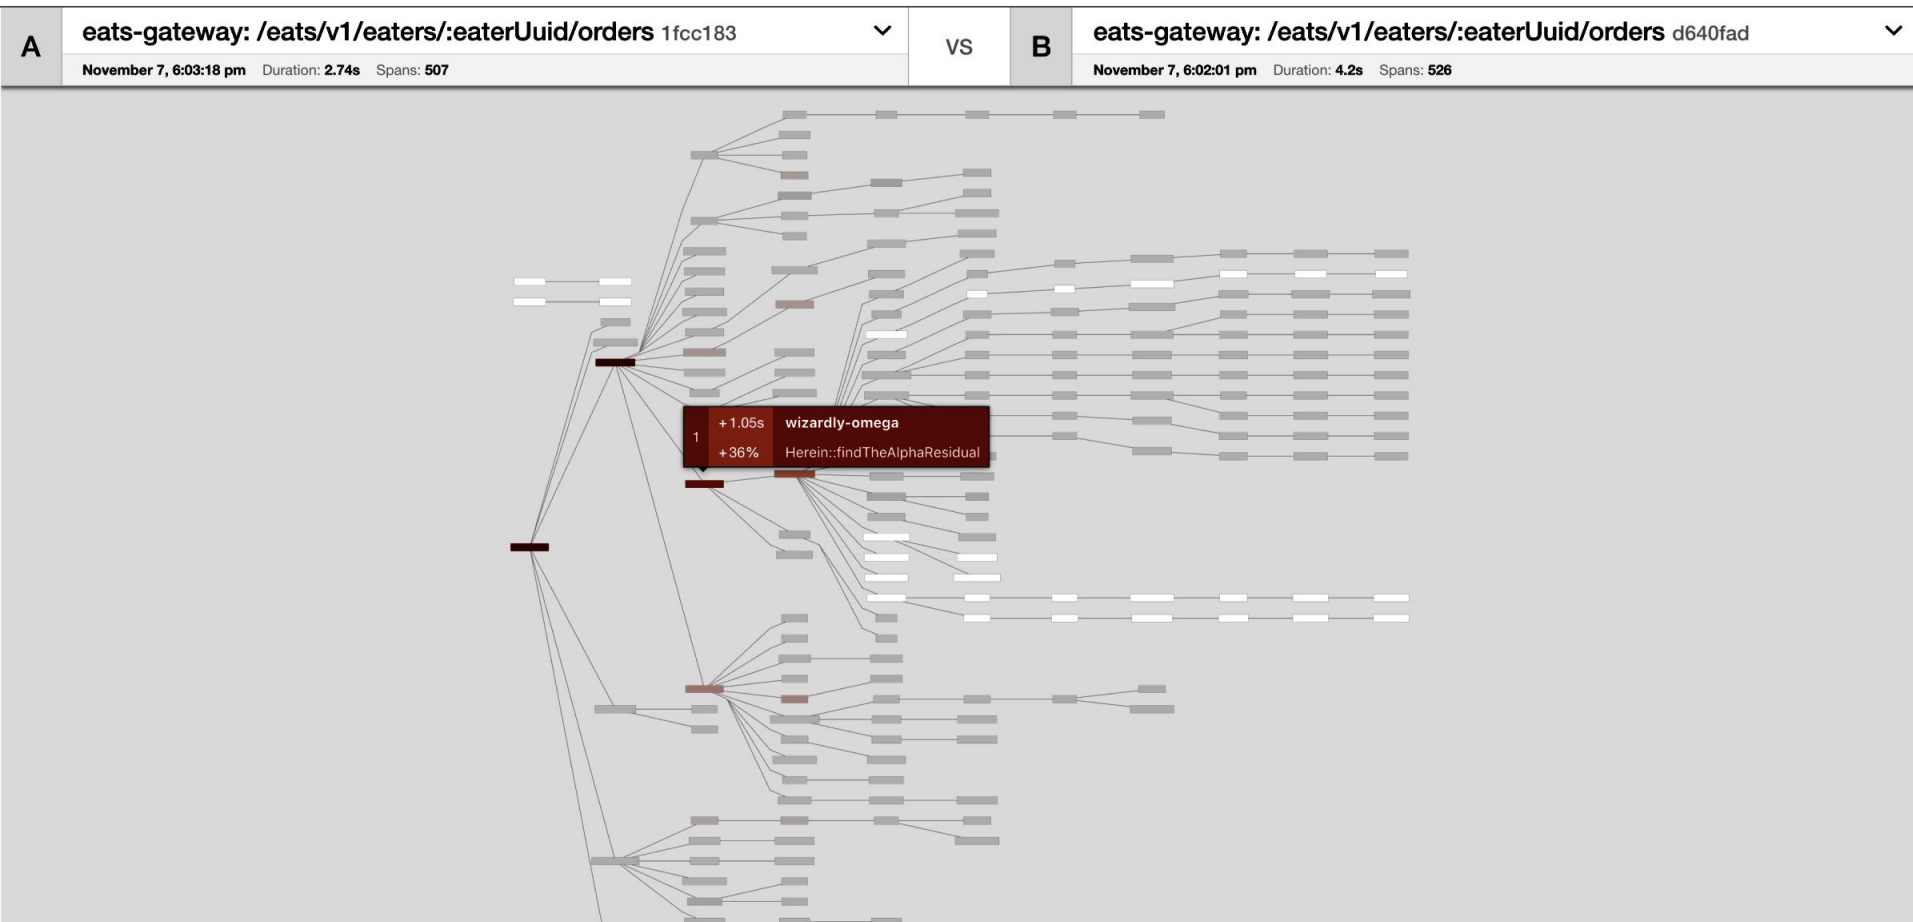 A
eats-gateway: /eats/v1/eaters/:eaterUuid/orders 1fcc183
November 7, 6:03:18 pm Duration: 2.74s Spans: 507
VS
B
eats-gateway: /eats/v1/eaters/:eaterUuid/orders d640fad
November 7, 6:02:01 pm Duration: 4.2s Spans: 526
1
+1.05s wizardly-omega
+36% Herein::findTheAlphaResidual